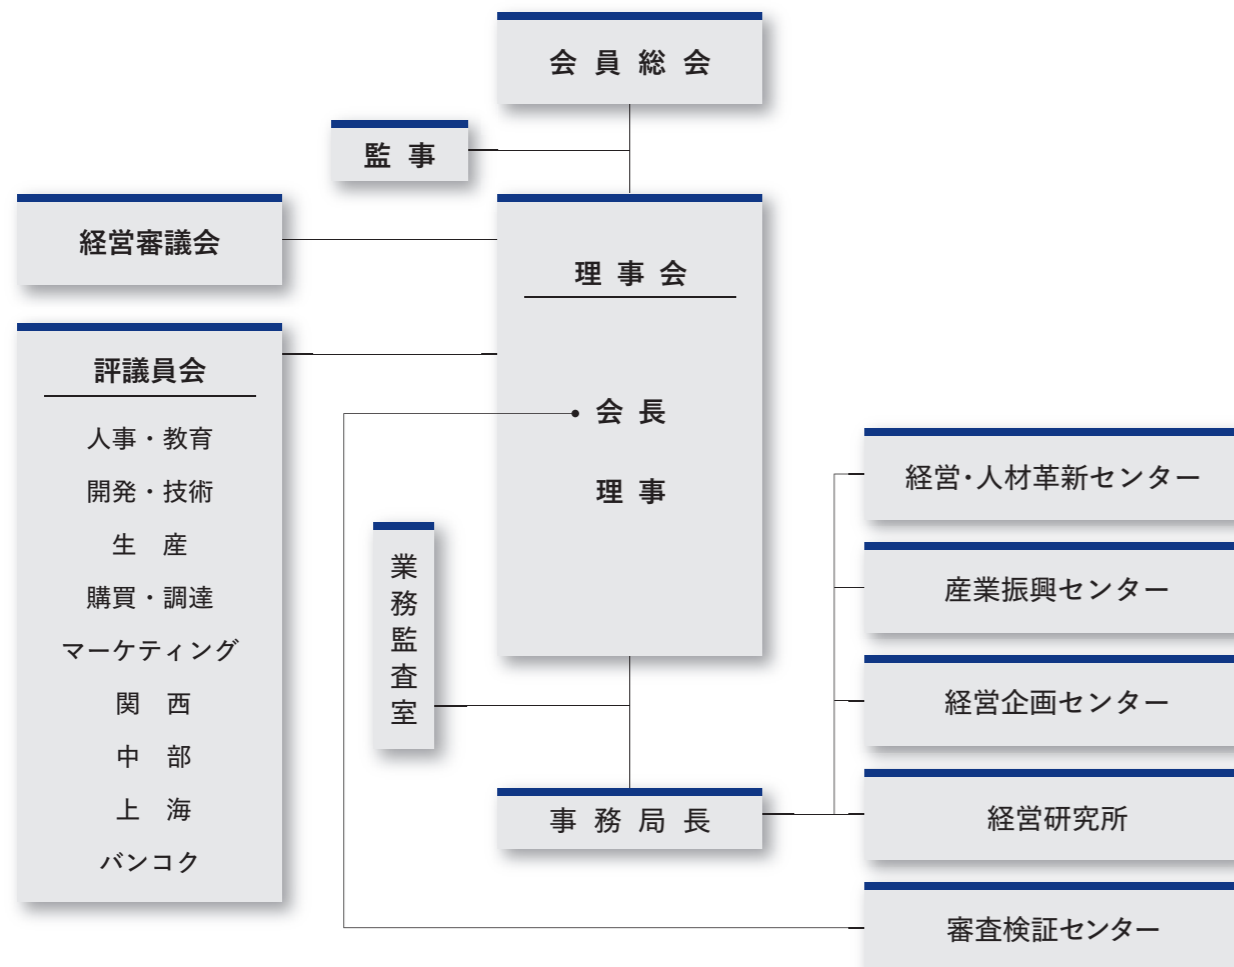 会員総会
監事
経営審議会
理事会
会長
理事
評議員会
人事・教育
開発・技術
生 産
購買・調達
マーケティング
関 西
中 部
上 海
バンコク
業務監査室
事務局長
経営・人材革新センター
産業振興センター
経営企画センター
経営研究所
審査検証センター